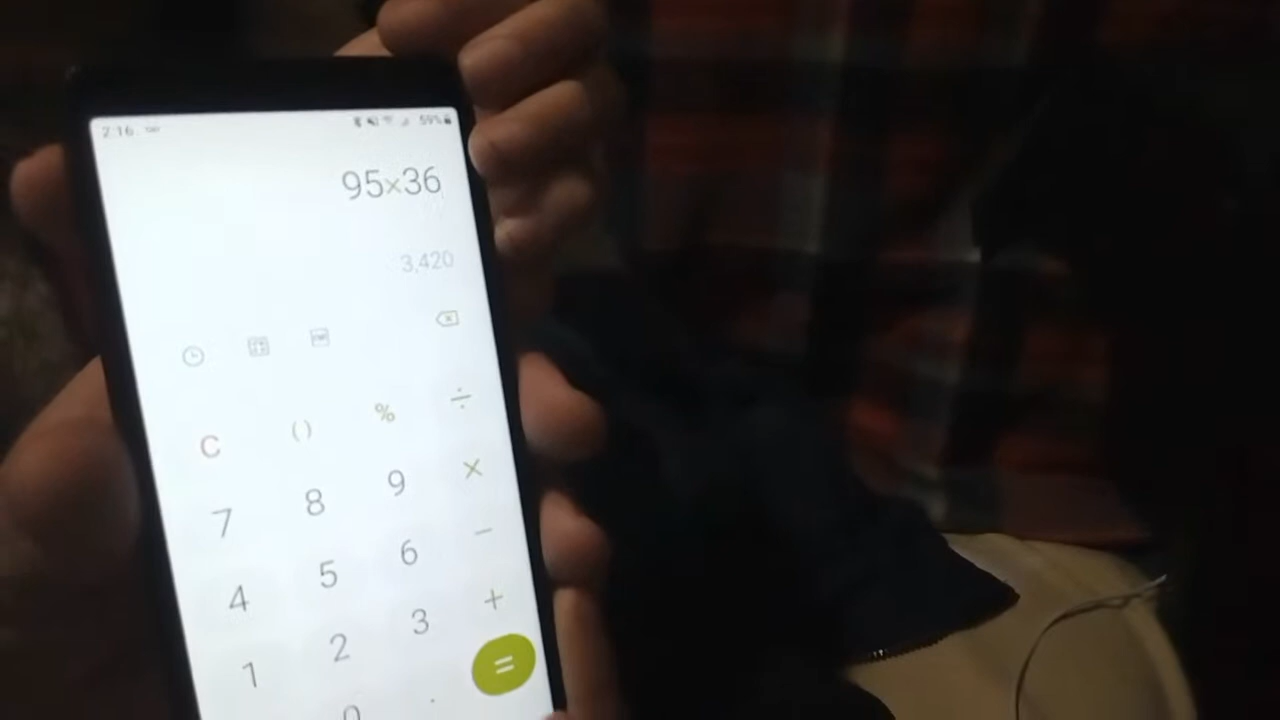 2:16 59%
95×36
3,420
C () % ÷
7 8 9 ×
4 5 6 −
1 2 3 +
0 . =